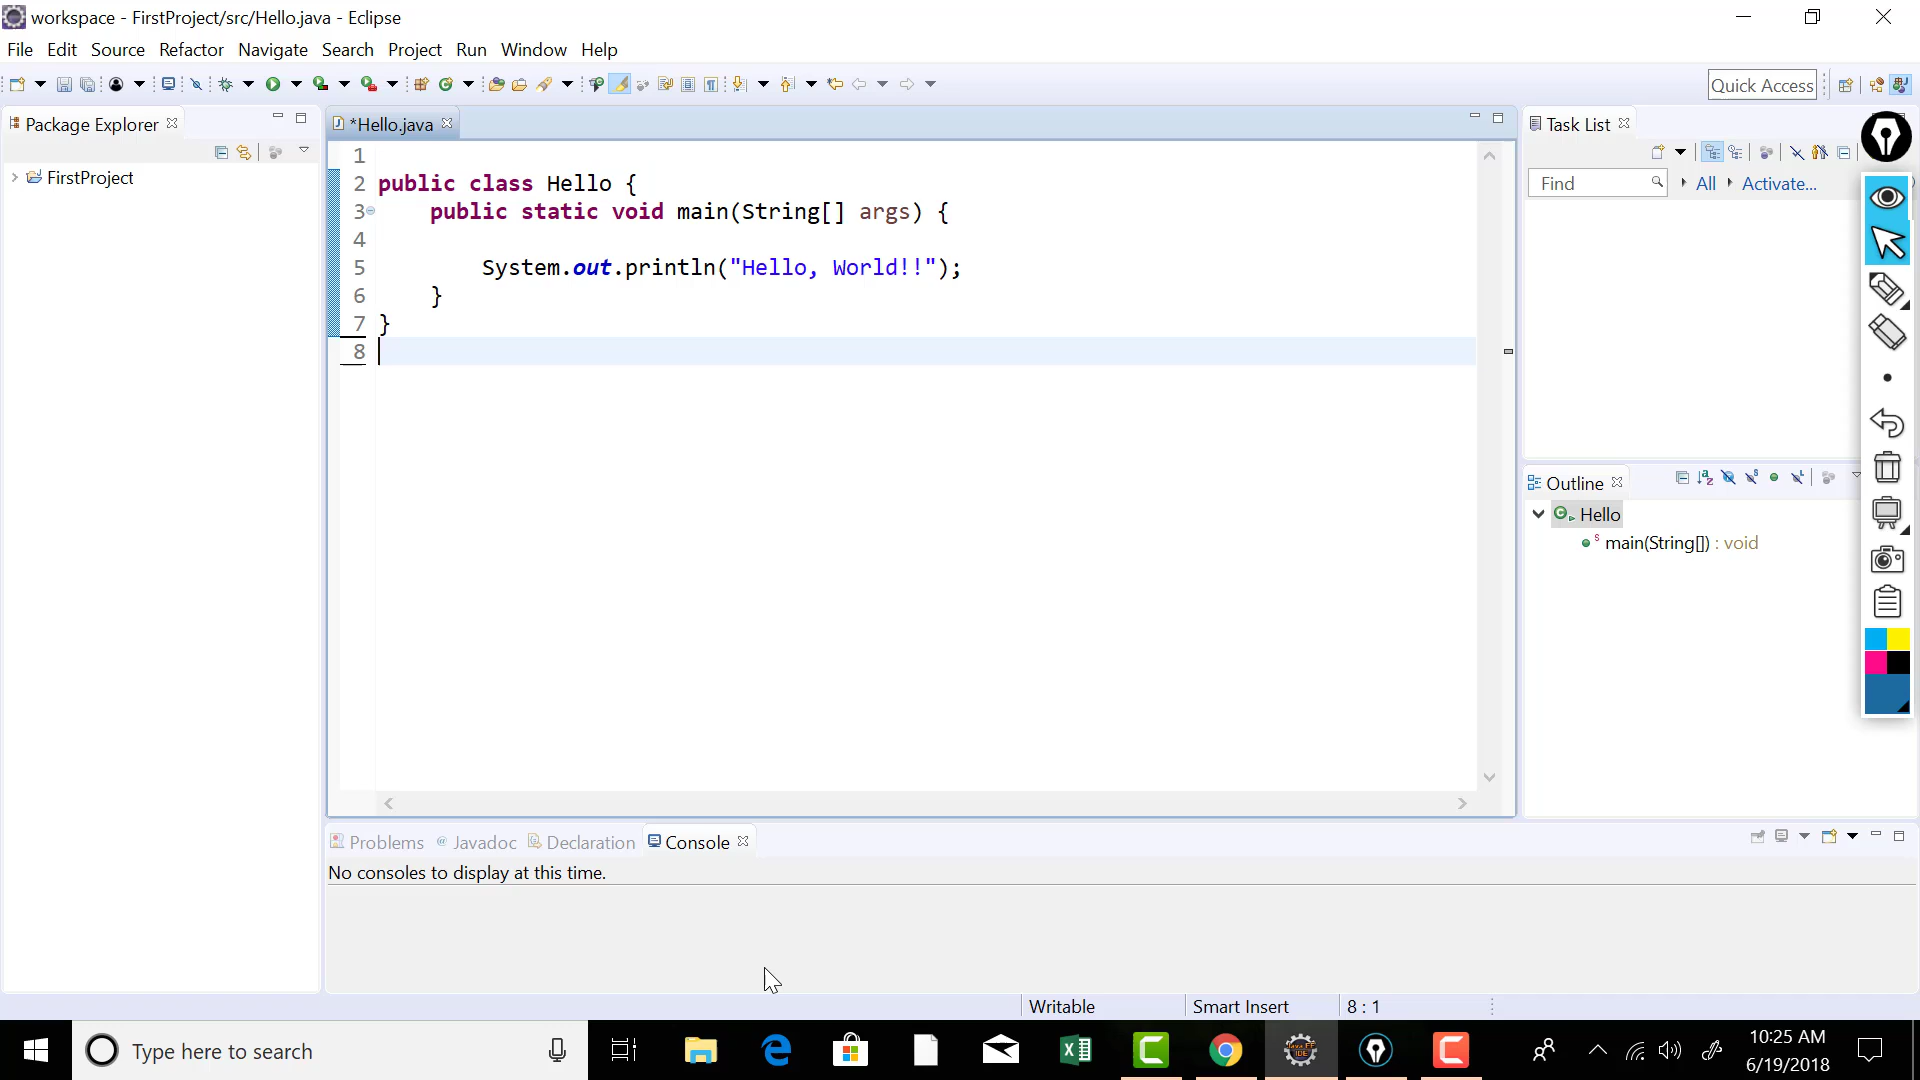 workspace - FirstProject/src/Hello.java - Eclipse
File Edit Source Refactor Navigate Search Project Run Window Help
Quick Access
Package Explorer
FirstProject
*Hello.java
1
2 public class Hello {
3 public static void main(String[] args) {
4
5 System.out.println("Hello, World!!");
6 }
7 }
8
Task List
Find All Activate...
Outline
Hello
main(String[]) : void
Problems Javadoc Declaration Console
No consoles to display at this time.
Writable Smart Insert 8 : 1
Type here to search
10:25 AM
6/19/2018